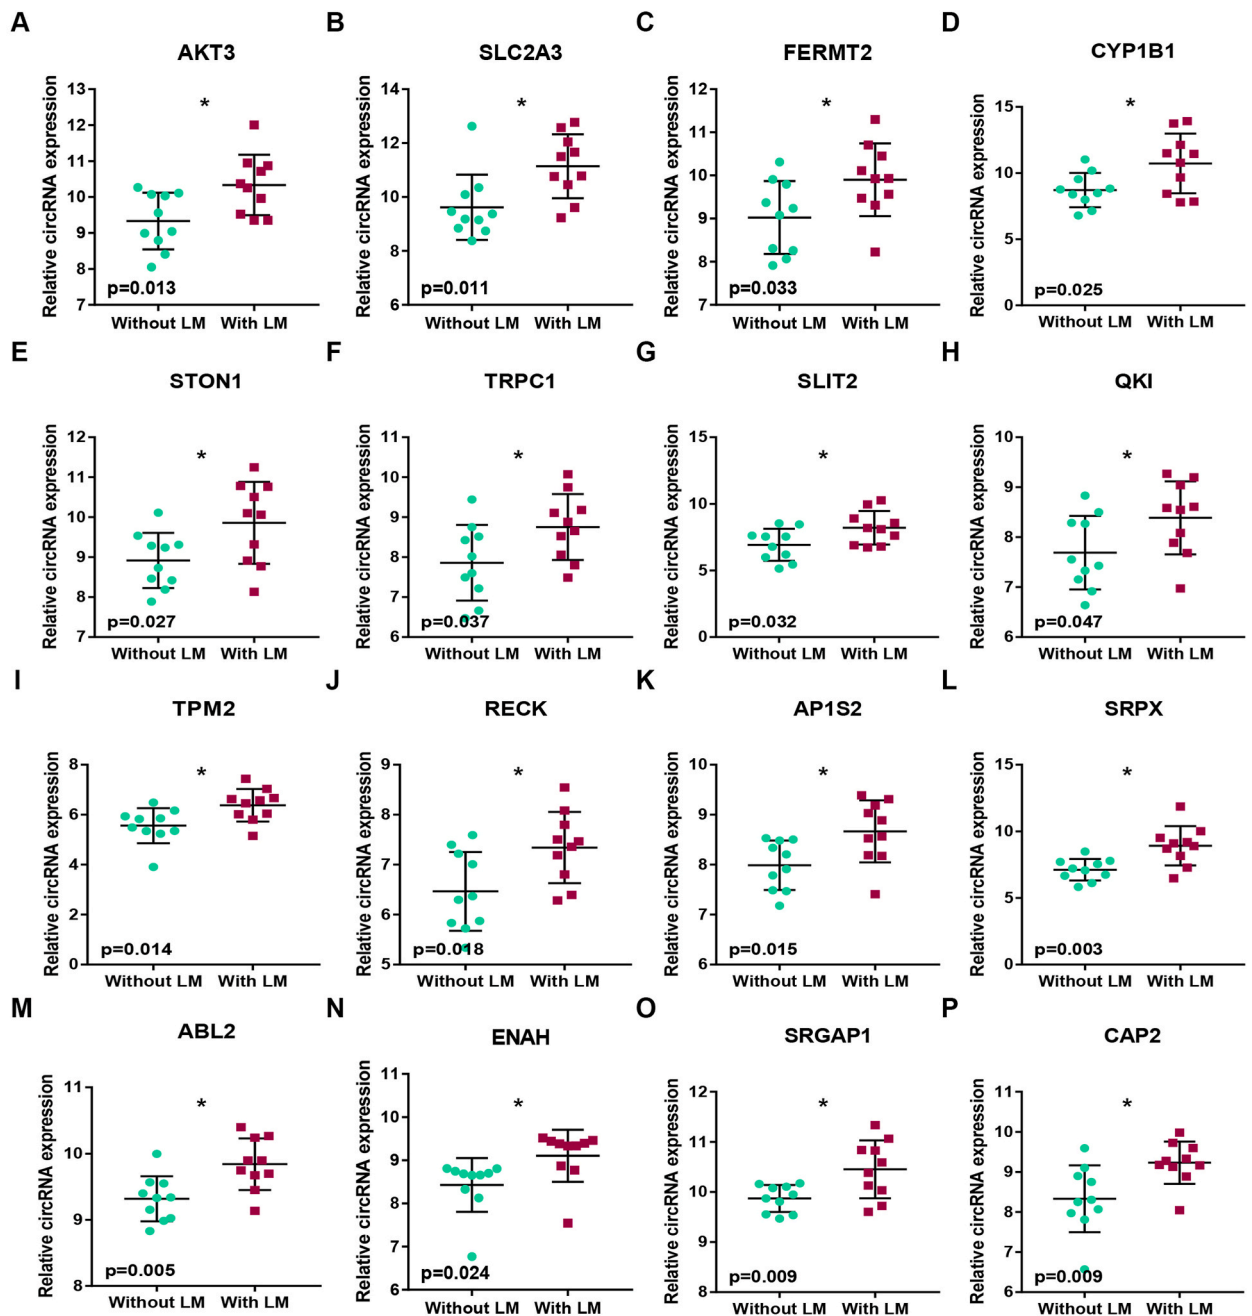 A B C D
AKT3 SLC2A3 FERMT2 CYP1B1
Relative circRNA expression
13
12
11
10
9
8
7
*
p=0.013
Without LM With LM
Relative circRNA expression
14
12
10
8
6
*
p=0.011
Without LM With LM
Relative circRNA expression
12
11
10
9
8
7
*
p=0.033
Without LM With LM
Relative circRNA expression
15
10
5
0
*
p=0.025
Without LM With LM
E F G H
STON1 TRPC1 SLIT2 QKI
Relative circRNA expression
12
11
10
9
8
7
*
p=0.027
Without LM With LM
Relative circRNA expression
11
10
9
8
7
6
*
p=0.037
Without LM With LM
Relative circRNA expression
15
10
5
0
*
p=0.032
Without LM With LM
Relative circRNA expression
10
9
8
7
6
*
p=0.047
Without LM With LM
I J K L
TPM2 RECK AP1S2 SRPX
Relative circRNA expression
8
6
4
2
0
*
p=0.014
Without LM With LM
Relative circRNA expression
9
8
7
6
5
*
p=0.018
Without LM With LM
Relative circRNA expression
10
9
8
7
6
*
p=0.015
Without LM With LM
Relative circRNA expression
15
10
5
0
*
p=0.003
Without LM With LM
M N O P
ABL2 ENAH SRGAP1 CAP2
Relative circRNA expression
11
10
9
8
*
p=0.005
Without LM With LM
Relative circRNA expression
11
10
9
8
7
6
*
p=0.024
Without LM With LM
Relative circRNA expression
12
11
10
9
8
*
p=0.009
Without LM With LM
Relative circRNA expression
11
10
9
8
7
6
*
p=0.009
Without LM With LM